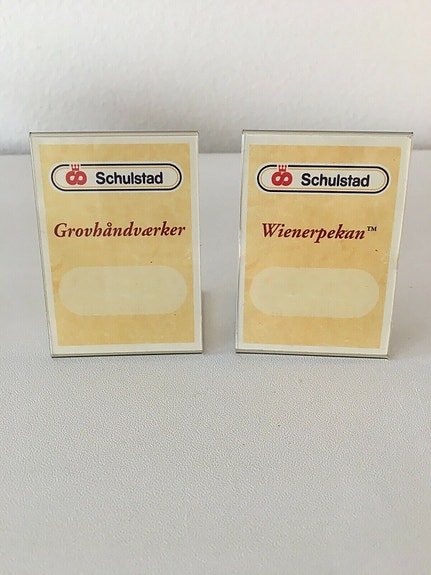 Schulstad
Grovhåndværker
Schulstad
Wienerpekan™